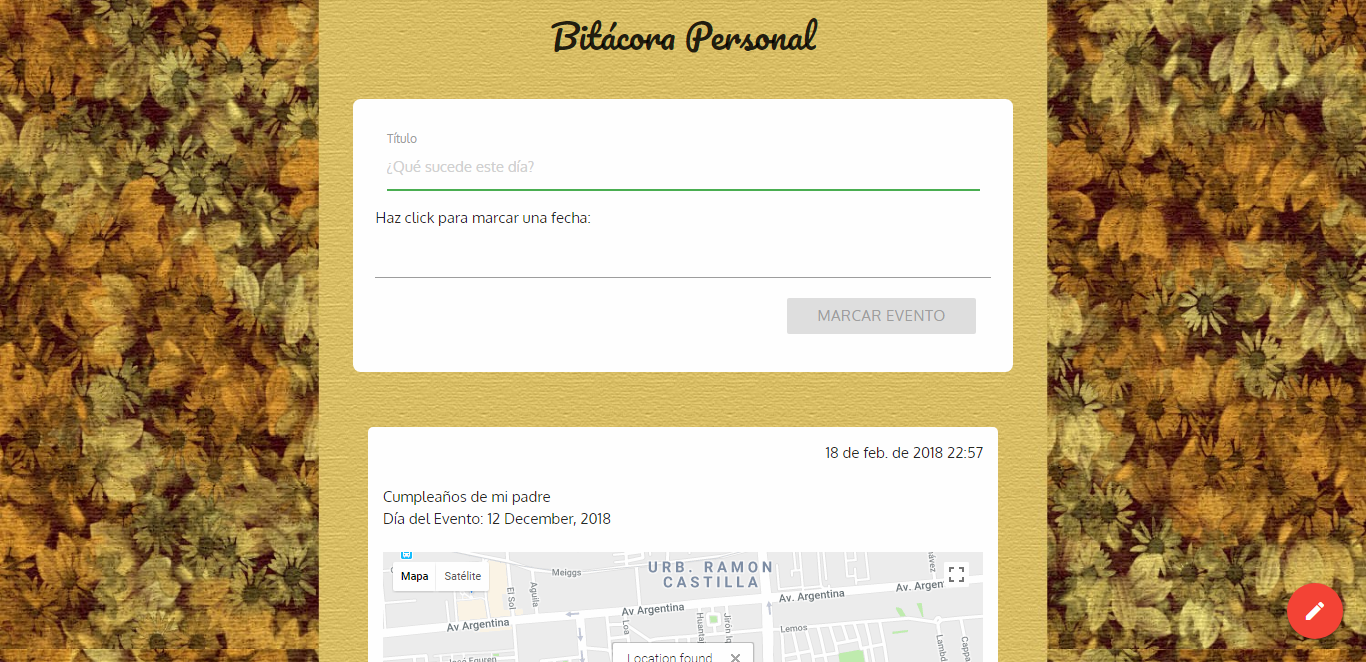 Bitácora Personal
Título
¿Qué sucede este día?
Haz click para marcar una fecha:
MARCAR EVENTO
18 de feb. de 2018 22:57
Cumpleaños de mi padre
Día del Evento: 12 December, 2018
Mapa
Satélite
Meiggs
URB. RAMON
CASTILLA
El Sol
Aguila
Av Argentina
Av Argentina
Av. Argentina
Av. Argen
Loa
Lemos
Location found